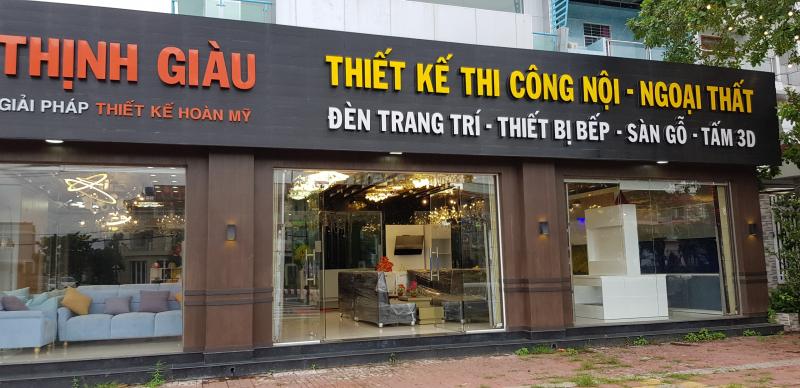 THỊNH GIÀU
GIẢI PHÁP THIẾT KẾ HOÀN MỸ
THIẾT KẾ THI CÔNG NỘI - NGOẠI THẤT
ĐÈN TRANG TRÍ - THIẾT BỊ BẾP - SÀN GỖ - TẤM 3D